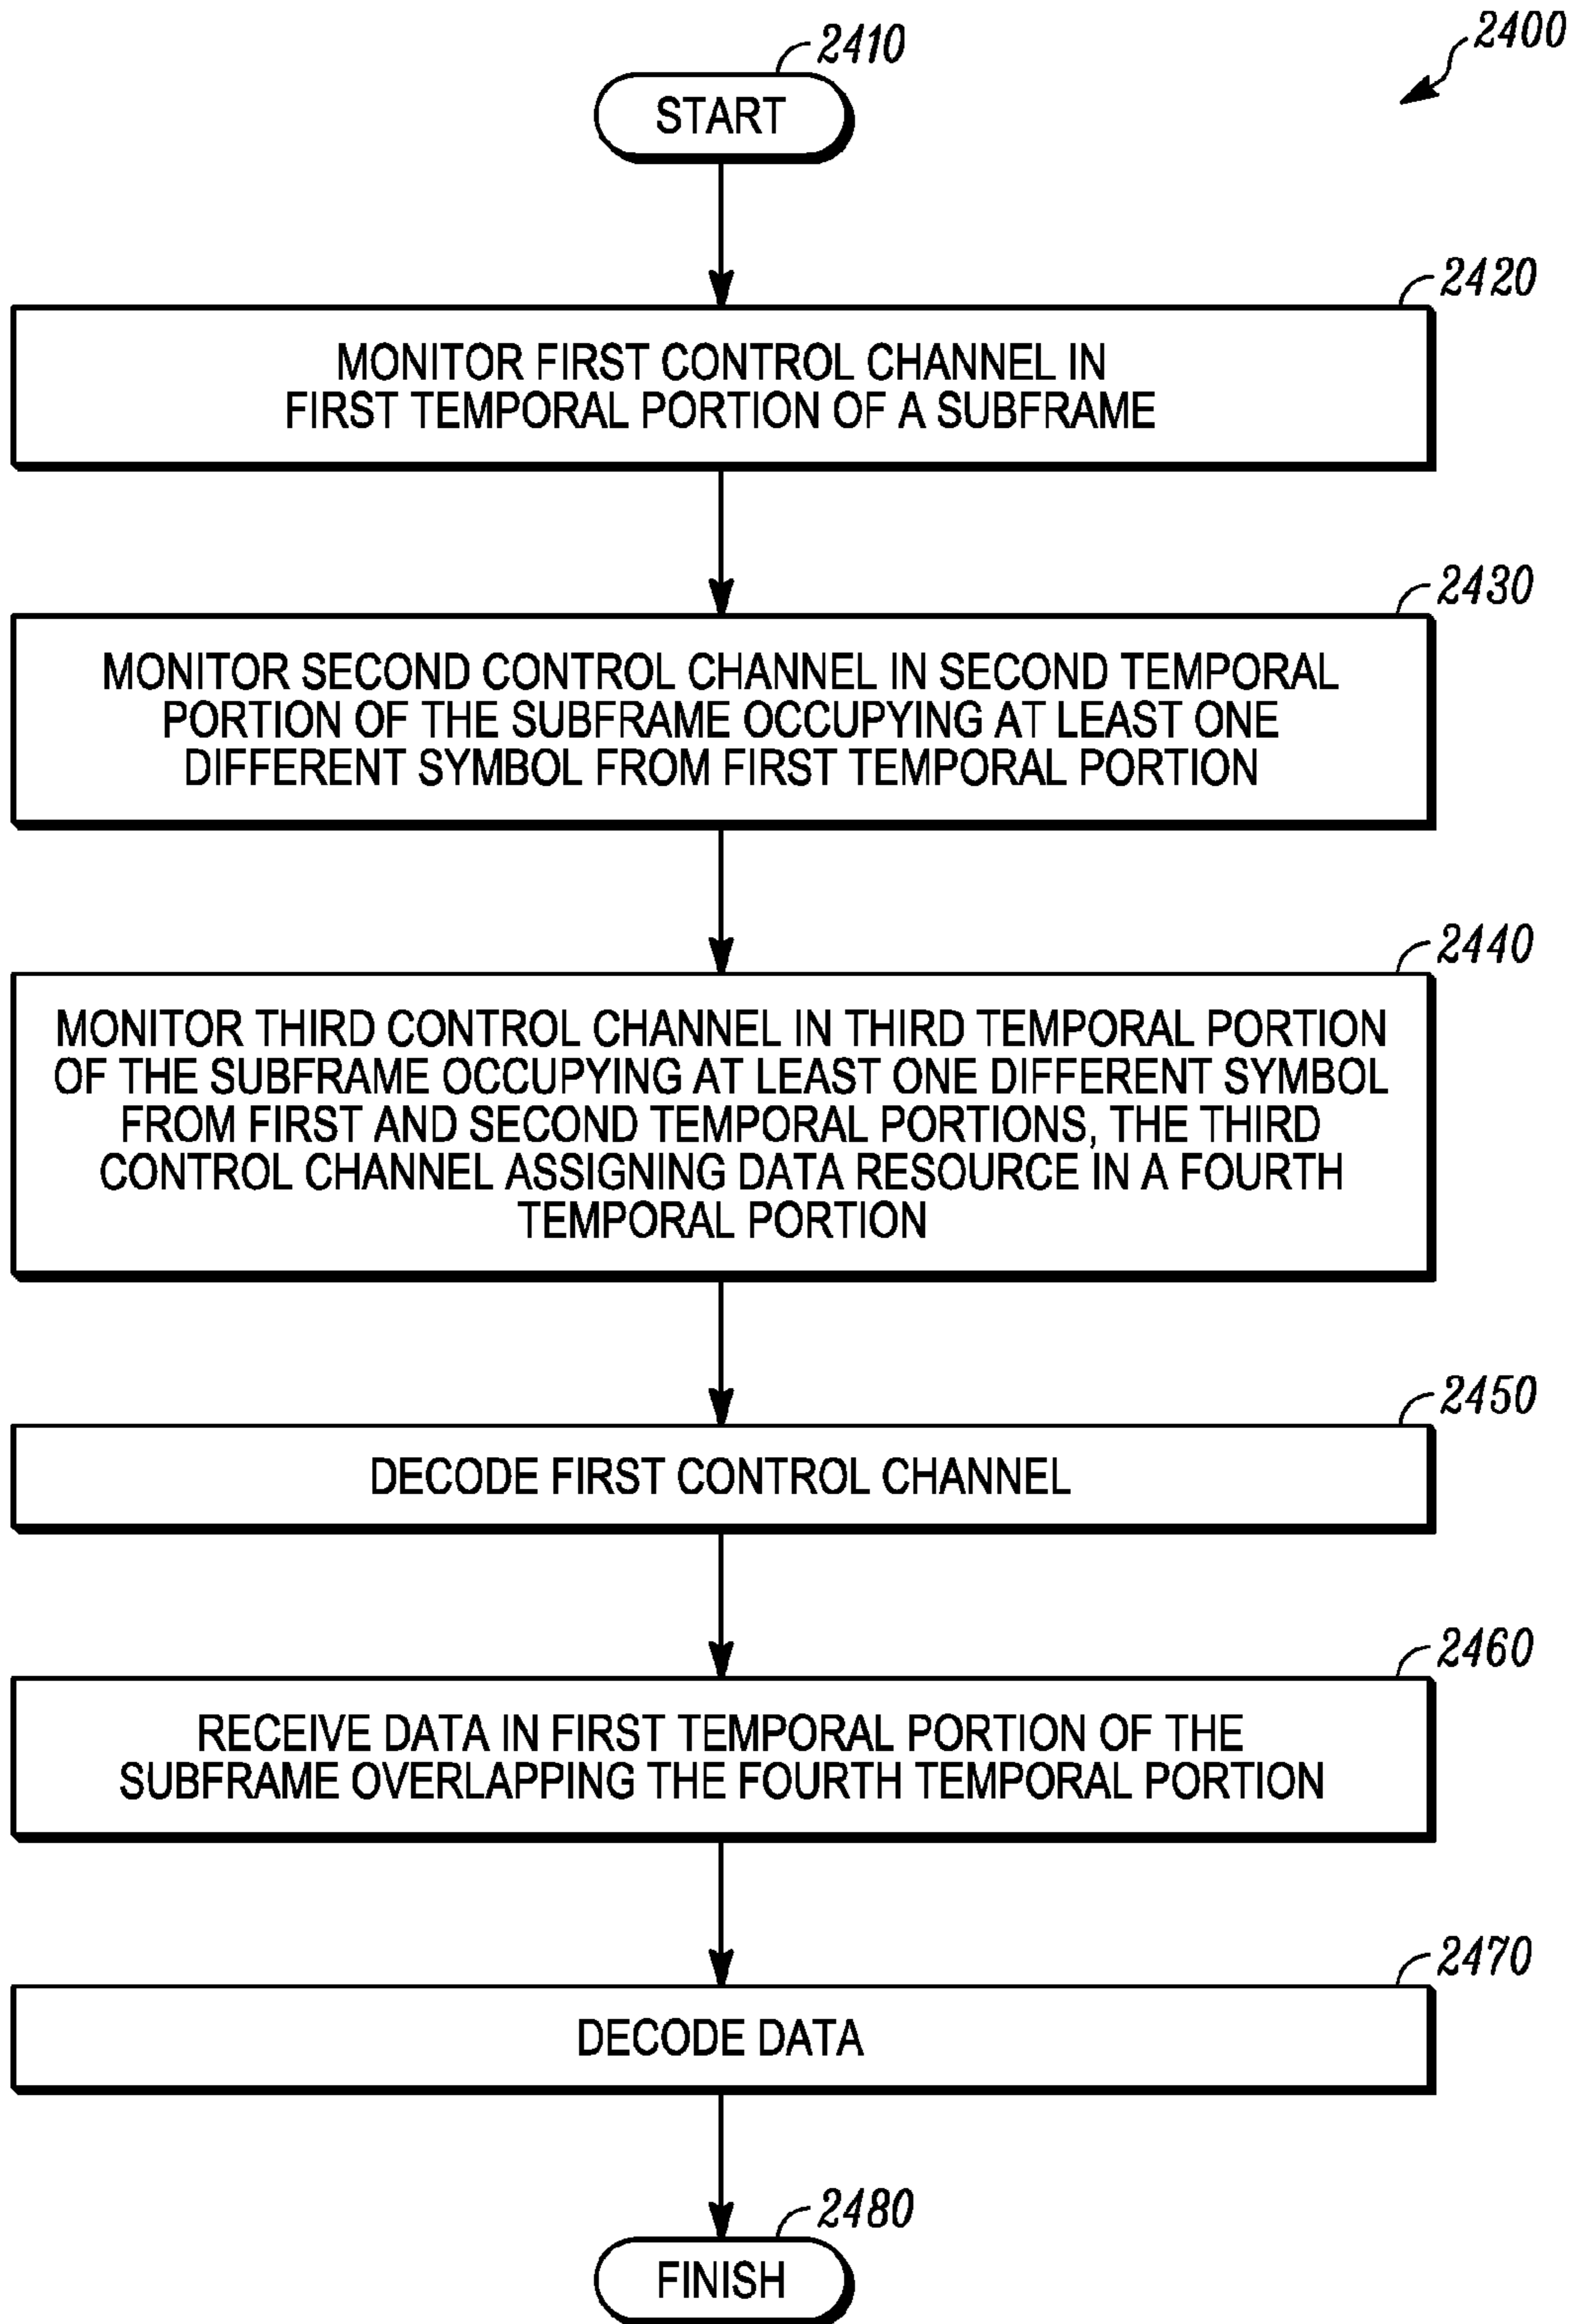 2400
2410
START
2420
MONITOR FIRST CONTROL CHANNEL IN
FIRST TEMPORAL PORTION OF A SUBFRAME
2430
MONITOR SECOND CONTROL CHANNEL IN SECOND TEMPORAL
PORTION OF THE SUBFRAME OCCUPYING AT LEAST ONE
DIFFERENT SYMBOL FROM FIRST TEMPORAL PORTION
2440
MONITOR THIRD CONTROL CHANNEL IN THIRD TEMPORAL PORTION
OF THE SUBFRAME OCCUPYING AT LEAST ONE DIFFERENT SYMBOL
FROM FIRST AND SECOND TEMPORAL PORTIONS, THE THIRD
CONTROL CHANNEL ASSIGNING DATA RESOURCE IN A FOURTH
TEMPORAL PORTION
2450
DECODE FIRST CONTROL CHANNEL
2460
RECEIVE DATA IN FIRST TEMPORAL PORTION OF THE
SUBFRAME OVERLAPPING THE FOURTH TEMPORAL PORTION
2470
DECODE DATA
2480
FINISH